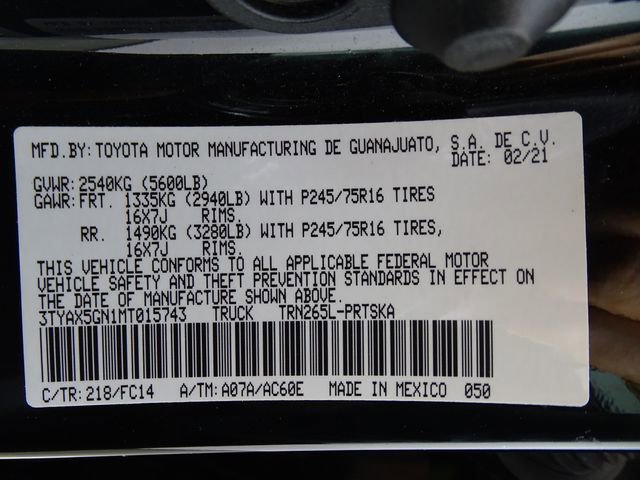 MFD.BY:TOYOTA MOTOR MANUFACTURING DE GUANAJUATO, S.A. DE C.V.
DATE: 02/21
GVWR:2540KG (5600LB)
GAWR:FRT. 1335KG (2940LB) WITH P245/75R16 TIRES
16X7J RIMS.
RR. 1490KG (3280LB) WITH P245/75R16 TIRES,
16X7J RIMS.
THIS VEHICLE CONFORMS TO ALL APPLICABLE FEDERAL MOTOR
VEHICLE SAFETY AND THEFT PREVENTION STANDARDS IN EFFECT ON
THE DATE OF MANUFACTURE SHOWN ABOVE.
3TYAX5GN1MT015743 TRUCK TRN265L-PRTSKA
C/TR:218/FC14 A/TM:A07A/AC60E MADE IN MEXICO 050